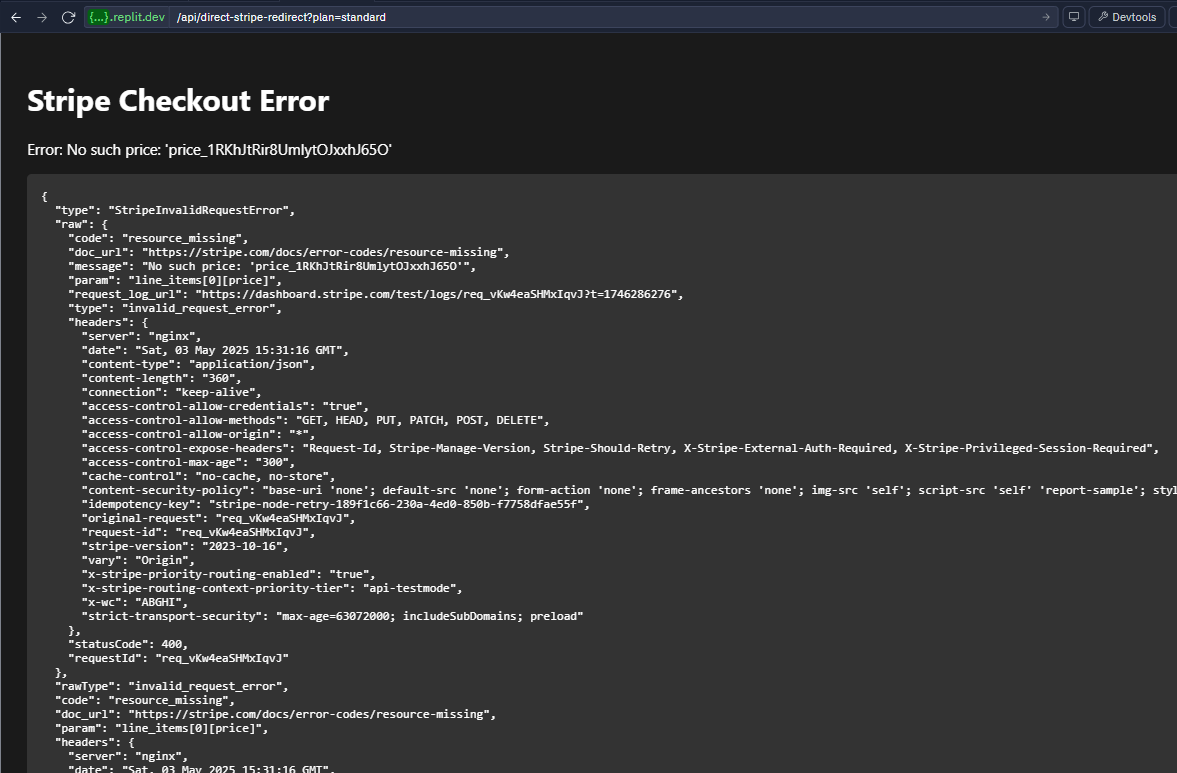 {...}.replit.dev /api/direct-stripe-redirect?plan=standard Devtools
Stripe Checkout Error
Error: No such price: 'price_1RKhJtRir8UmlytOJxxhJ65O'
{
"type": "StripeInvalidRequestError",
"raw": {
"code": "resource_missing",
"doc_url": "https://stripe.com/docs/error-codes/resource-missing",
"message": "No such price: 'price_1RKhJtRir8UmlytOJxxhJ65O'",
"param": "line_items[0][price]",
"request_log_url": "https://dashboard.stripe.com/test/logs/req_vKw4eaSHMxIqvJ?t=1746286276",
"type": "invalid_request_error",
"headers": {
"server": "nginx",
"date": "Sat, 03 May 2025 15:31:16 GMT",
"content-type": "application/json",
"content-length": "360",
"connection": "keep-alive",
"access-control-allow-credentials": "true",
"access-control-allow-methods": "GET, HEAD, PUT, PATCH, POST, DELETE",
"access-control-allow-origin": "*",
"access-control-expose-headers": "Request-Id, Stripe-Manage-Version, Stripe-Should-Retry, X-Stripe-External-Auth-Required, X-Stripe-Privileged-Session-Required",
"access-control-max-age": "300",
"cache-control": "no-cache, no-store",
"content-security-policy": "base-uri 'none'; default-src 'none'; form-action 'none'; frame-ancestors 'none'; img-src 'self'; script-src 'self' 'report-sample'; styl
"idempotency-key": "stripe-node-retry-189f1c66-230a-4ed0-850b-f7758dfae55f",
"original-request": "req_vKw4eaSHMxIqvJ",
"request-id": "req_vKw4eaSHMxIqvJ",
"stripe-version": "2023-10-16",
"vary": "Origin",
"x-stripe-priority-routing-enabled": "true",
"x-stripe-routing-context-priority-tier": "api-testmode",
"x-wc": "ABGHI",
"strict-transport-security": "max-age=63072000; includeSubDomains; preload"
},
"statusCode": 400,
"requestId": "req_vKw4eaSHMxIqvJ"
},
"rawType": "invalid_request_error",
"code": "resource_missing",
"doc_url": "https://stripe.com/docs/error-codes/resource-missing",
"param": "line_items[0][price]",
"headers": {
"server": "nginx",
"date": "Sat, 03 May 2025 15:31:16 GMT",